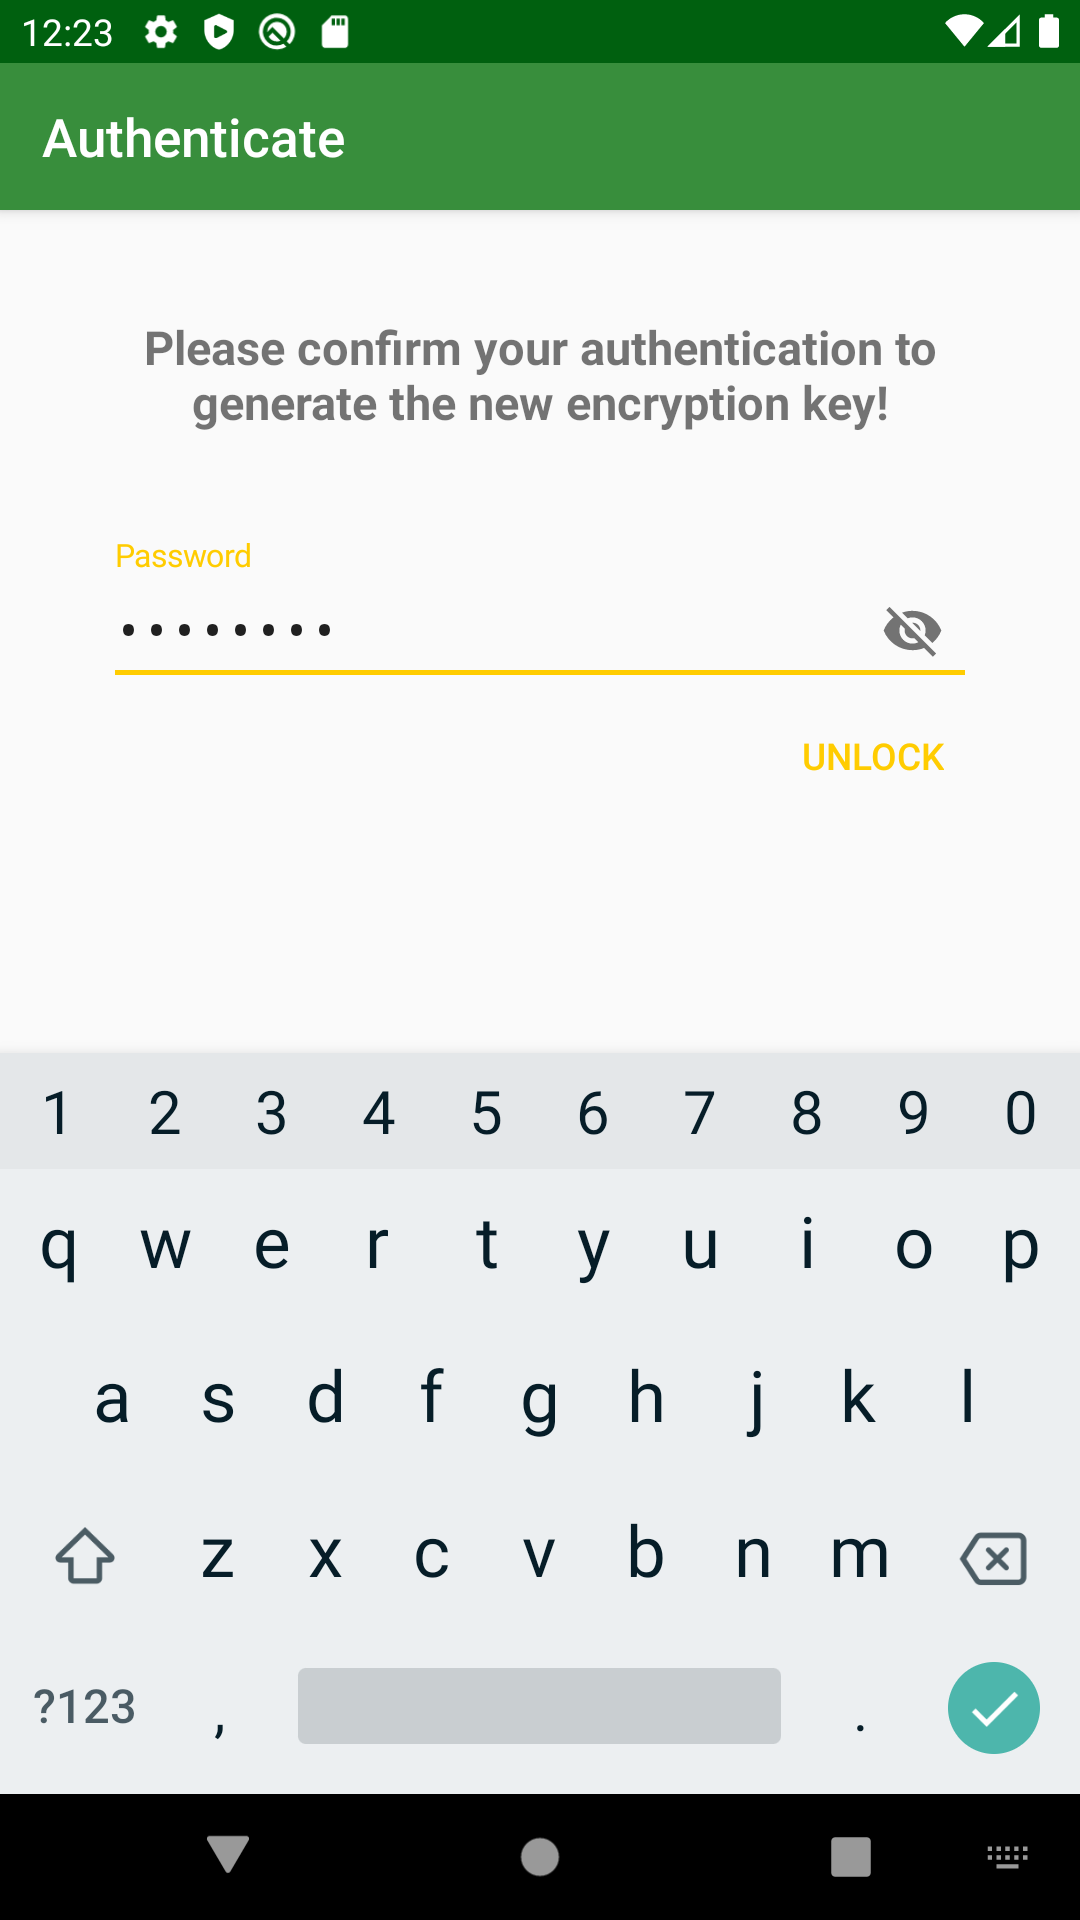 12:23
Authenticate
Please confirm your authentication to
generate the new encryption key!
Password
••••••••
UNLOCK
1 2 3 4 5 6 7 8 9 0
q w e r t y u i o p
a s d f g h j k l
z x c v b n m
?123 , .